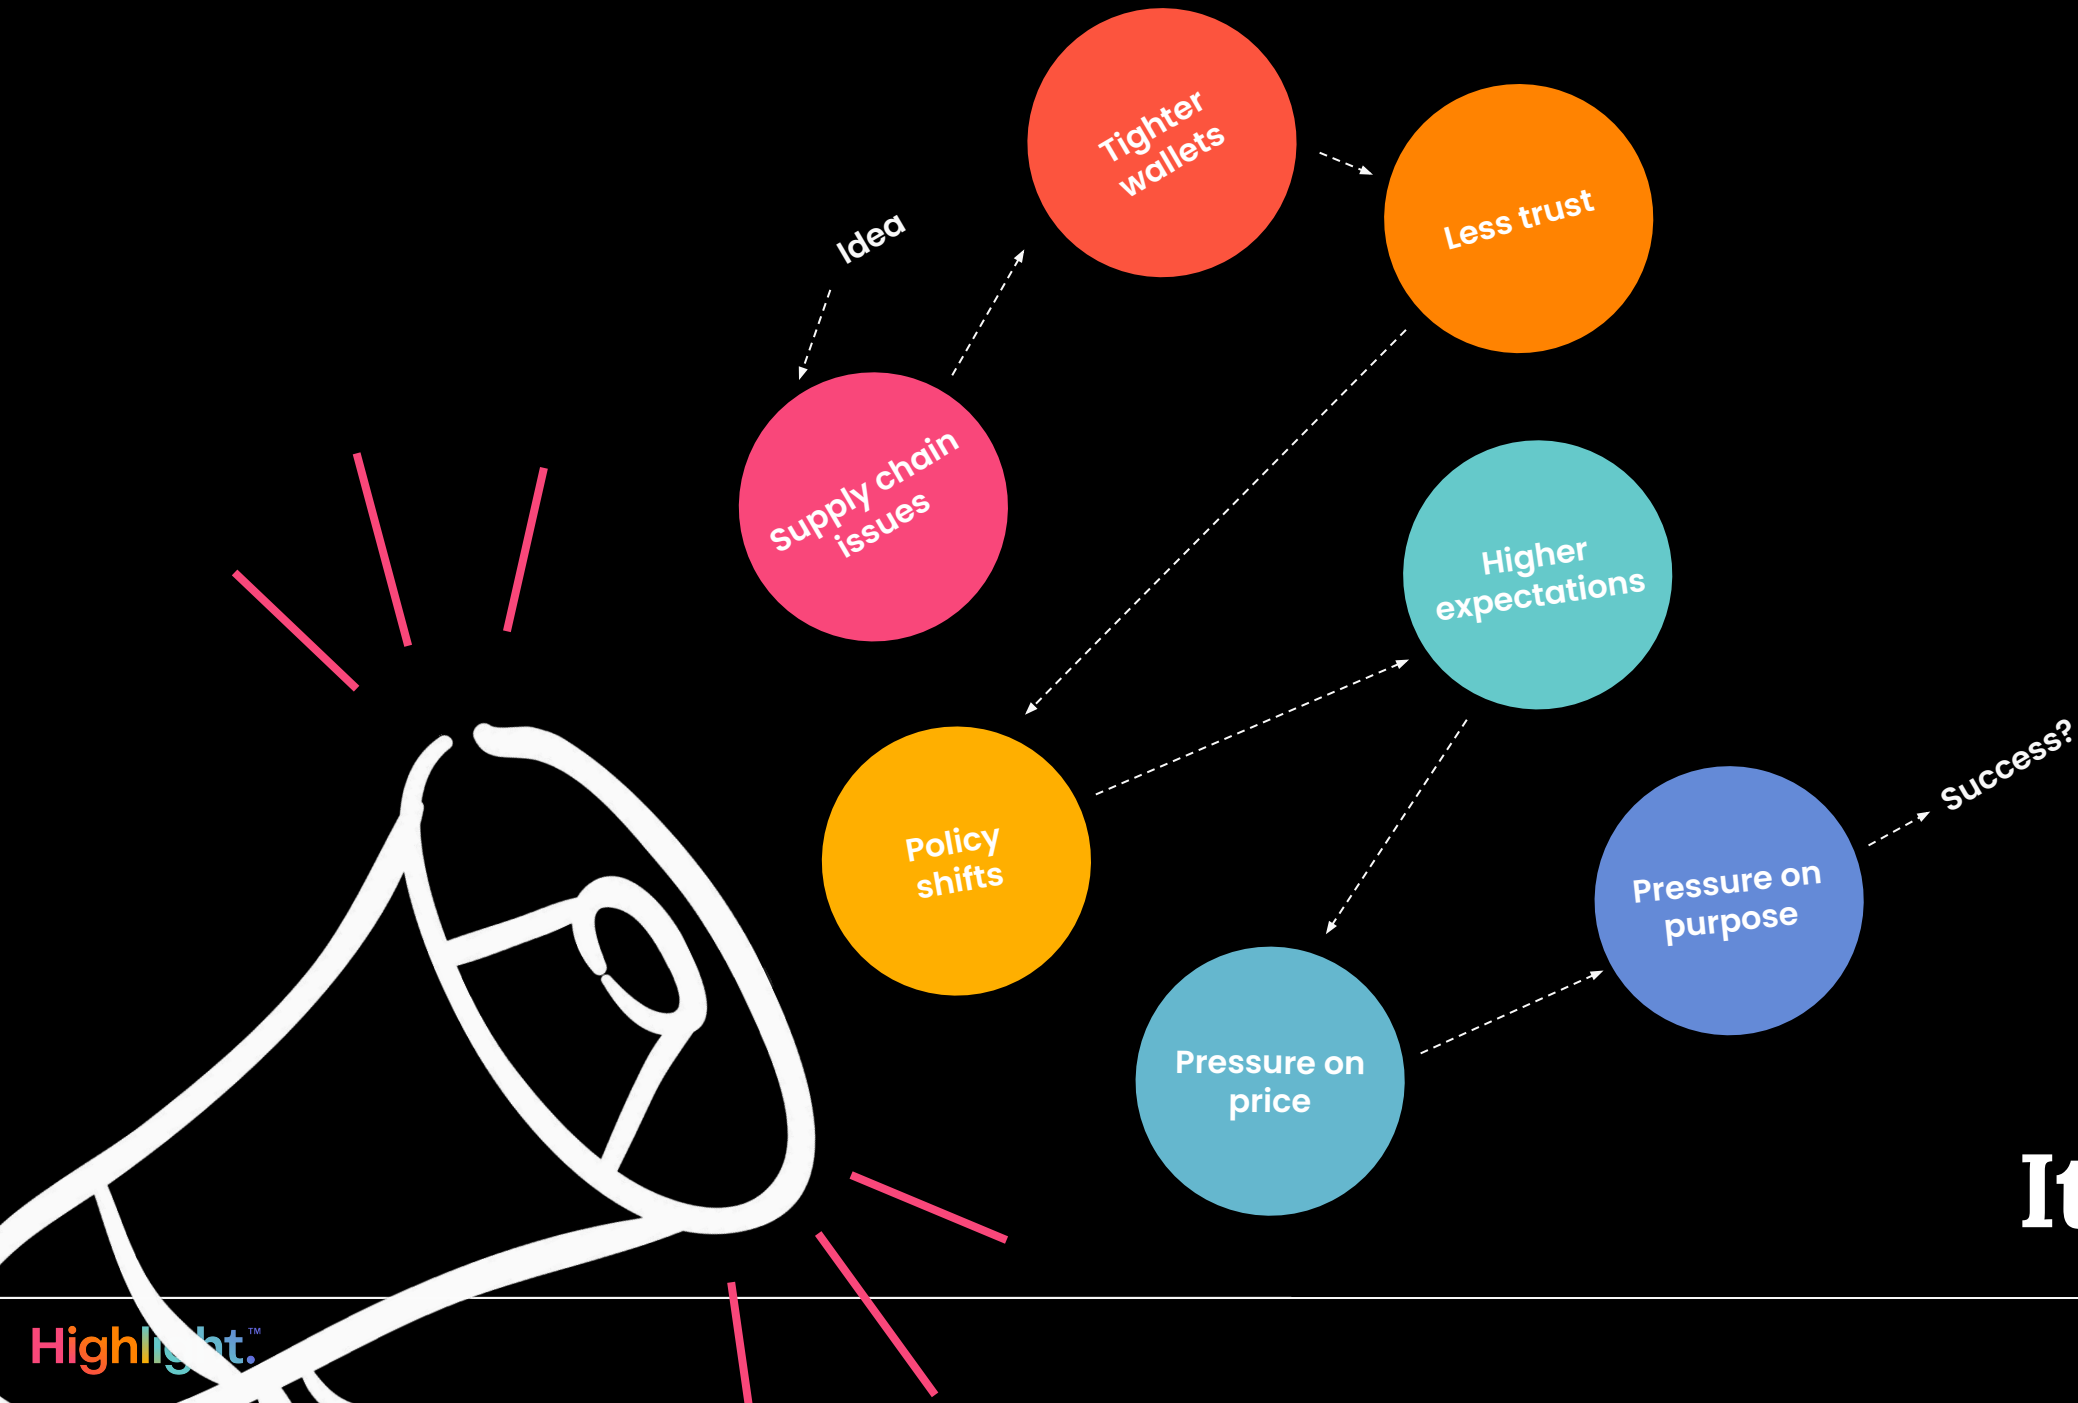 Idea
Supply chain
issues
Tighter
wallets
Less trust
Policy
shifts
Higher
expectations
Pressure on
price
Pressure on
purpose
Success?
It
Highlight.™